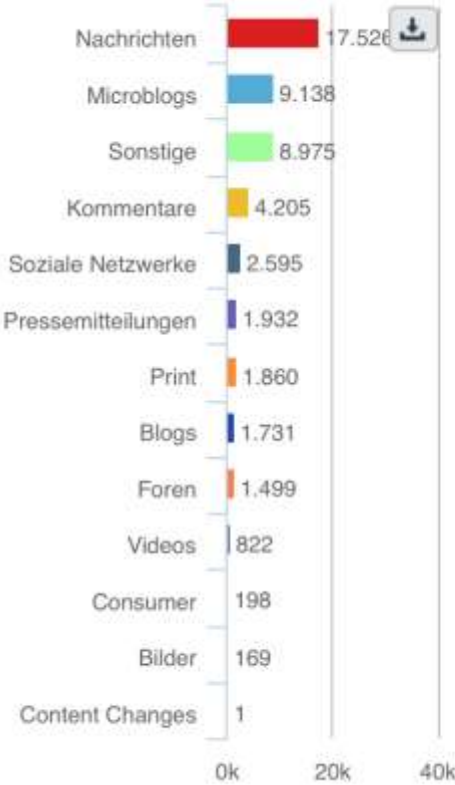 Nachrichten 17.526
Microblogs 9.138
Sonstige 8.975
Kommentare 4.205
Soziale Netzwerke 2.595
Pressemitteilungen 1.932
Print 1.860
Blogs 1.731
Foren 1.499
Videos 822
Consumer 198
Bilder 169
Content Changes 1
0k 20k 40k